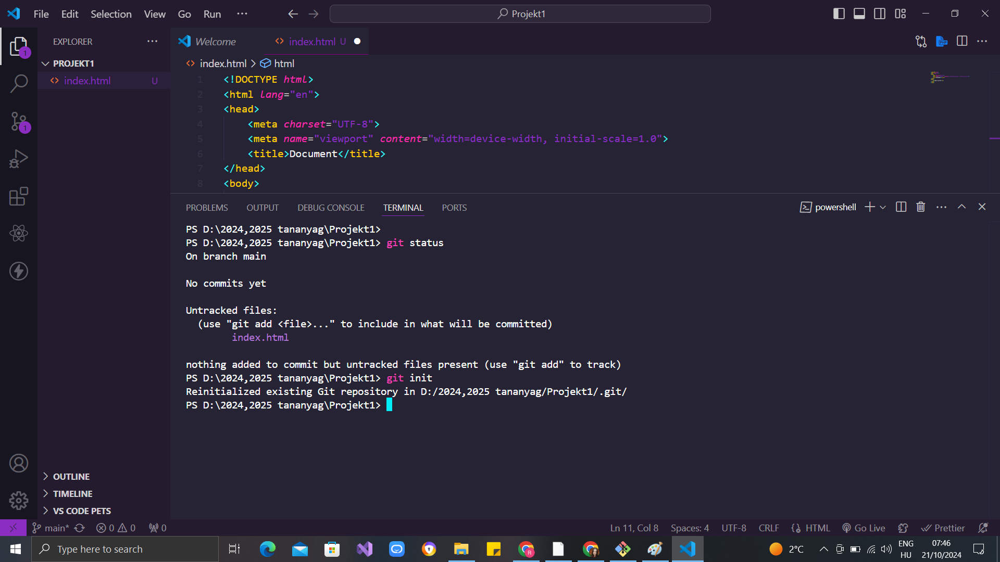 File Edit Selection View Go Run ... Projekt1
EXPLORER
Welcome
index.html U
1
PROJEKT1
index.html U
index.html > html
1 <!DOCTYPE html>
2 <html lang="en">
3 <head>
4 <meta charset="UTF-8">
5 <meta name="viewport" content="width=device-width, initial-scale=1.0">
6 <title>Document</title>
7 </head>
8 <body>
1
PROBLEMS OUTPUT DEBUG CONSOLE TERMINAL PORTS
powershell
PS D:\2024,2025 tananyag\Projekt1>
PS D:\2024,2025 tananyag\Projekt1> git status
On branch main
No commits yet
Untracked files:
(use "git add <file>..." to include in what will be committed)
index.html
nothing added to commit but untracked files present (use "git add" to track)
PS D:\2024,2025 tananyag\Projekt1> git init
Reinitialized existing Git repository in D:/2024,2025 tananyag/Projekt1/.git/
PS D:\2024,2025 tananyag\Projekt1>
OUTLINE
TIMELINE
VS CODE PETS
main* 0 0 0 Ln 11, Col 8 Spaces: 4 UTF-8 CRLF HTML Go Live Prettier
Type here to search
R
2°C
ENG
HU
07:46
21/10/2024